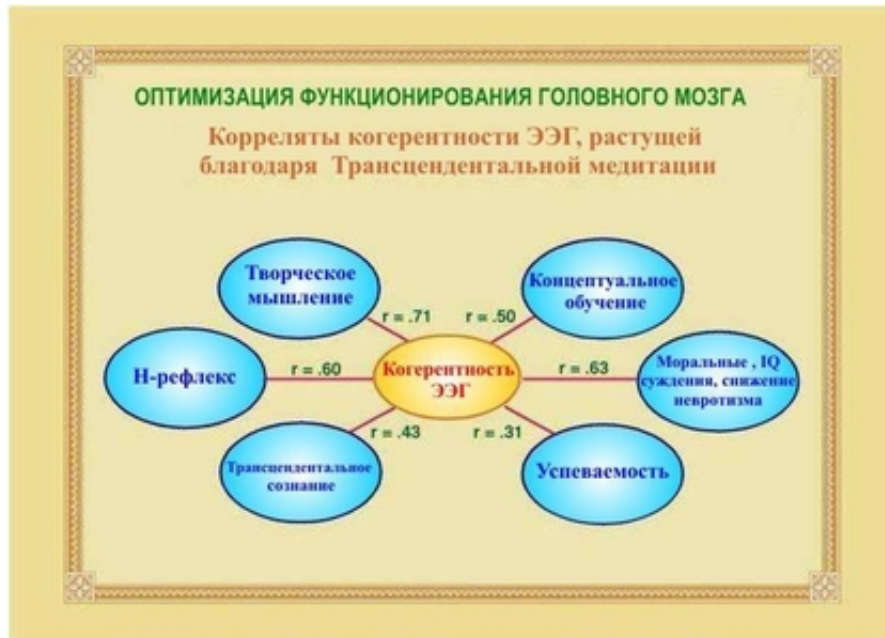 ОПТИМИЗАЦИЯ ФУНКЦИОНИРОВАНИЯ ГОЛОВНОГО МОЗГА
Корреляты когерентности ЭЭГ, растущей
благодаря Трансцендентальной медитации
Творческое
мышление
Концептуальное
обучение
r = .71
r = .50
Н-рефлекс
r = .60
Когерентность
ЭЭГ
r = .63
Моральные , IQ
суждения, снижение
невротизма
r = .43
r = .31
Трансцендентальное
сознание
Успеваемость